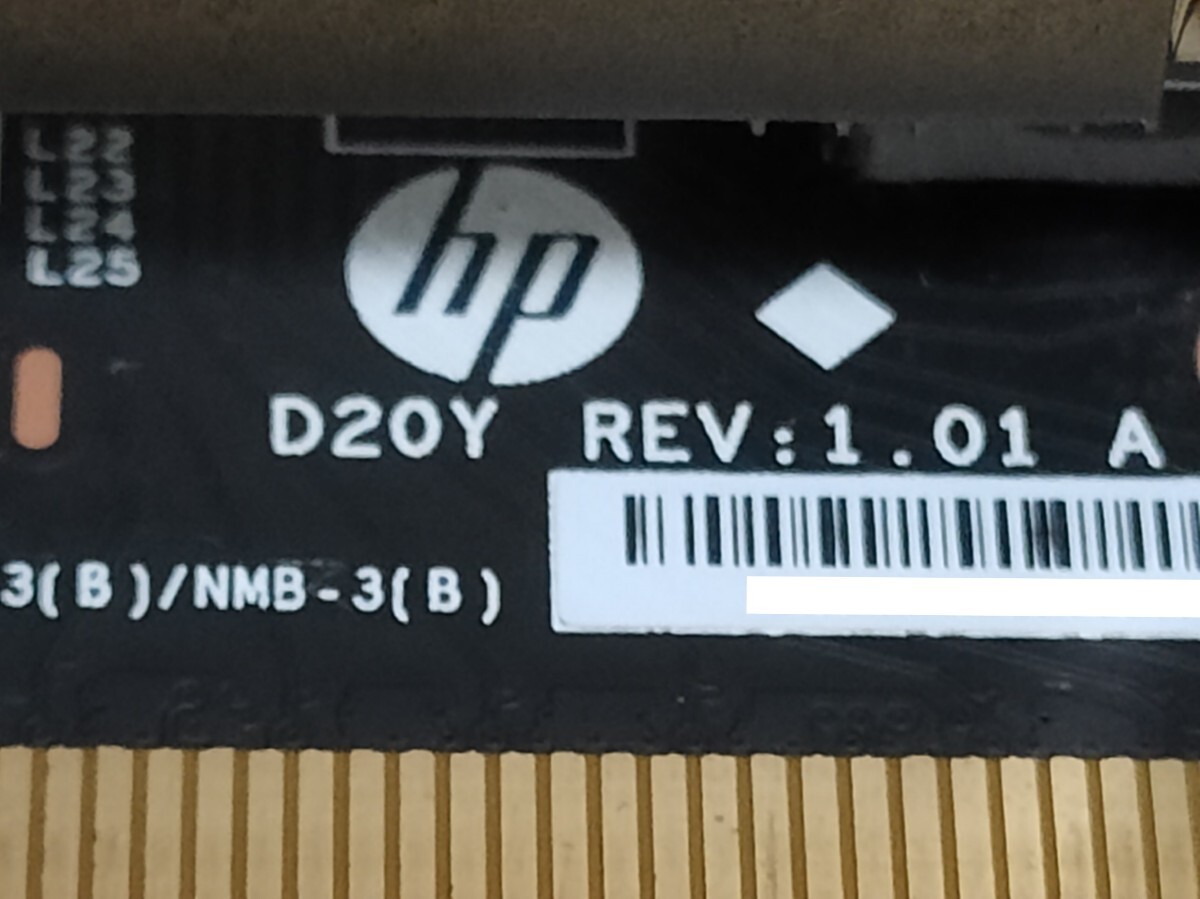 L22
L23
L24
L25
hp
D20Y REV:1.01 A
3(B)/NMB-3(B)